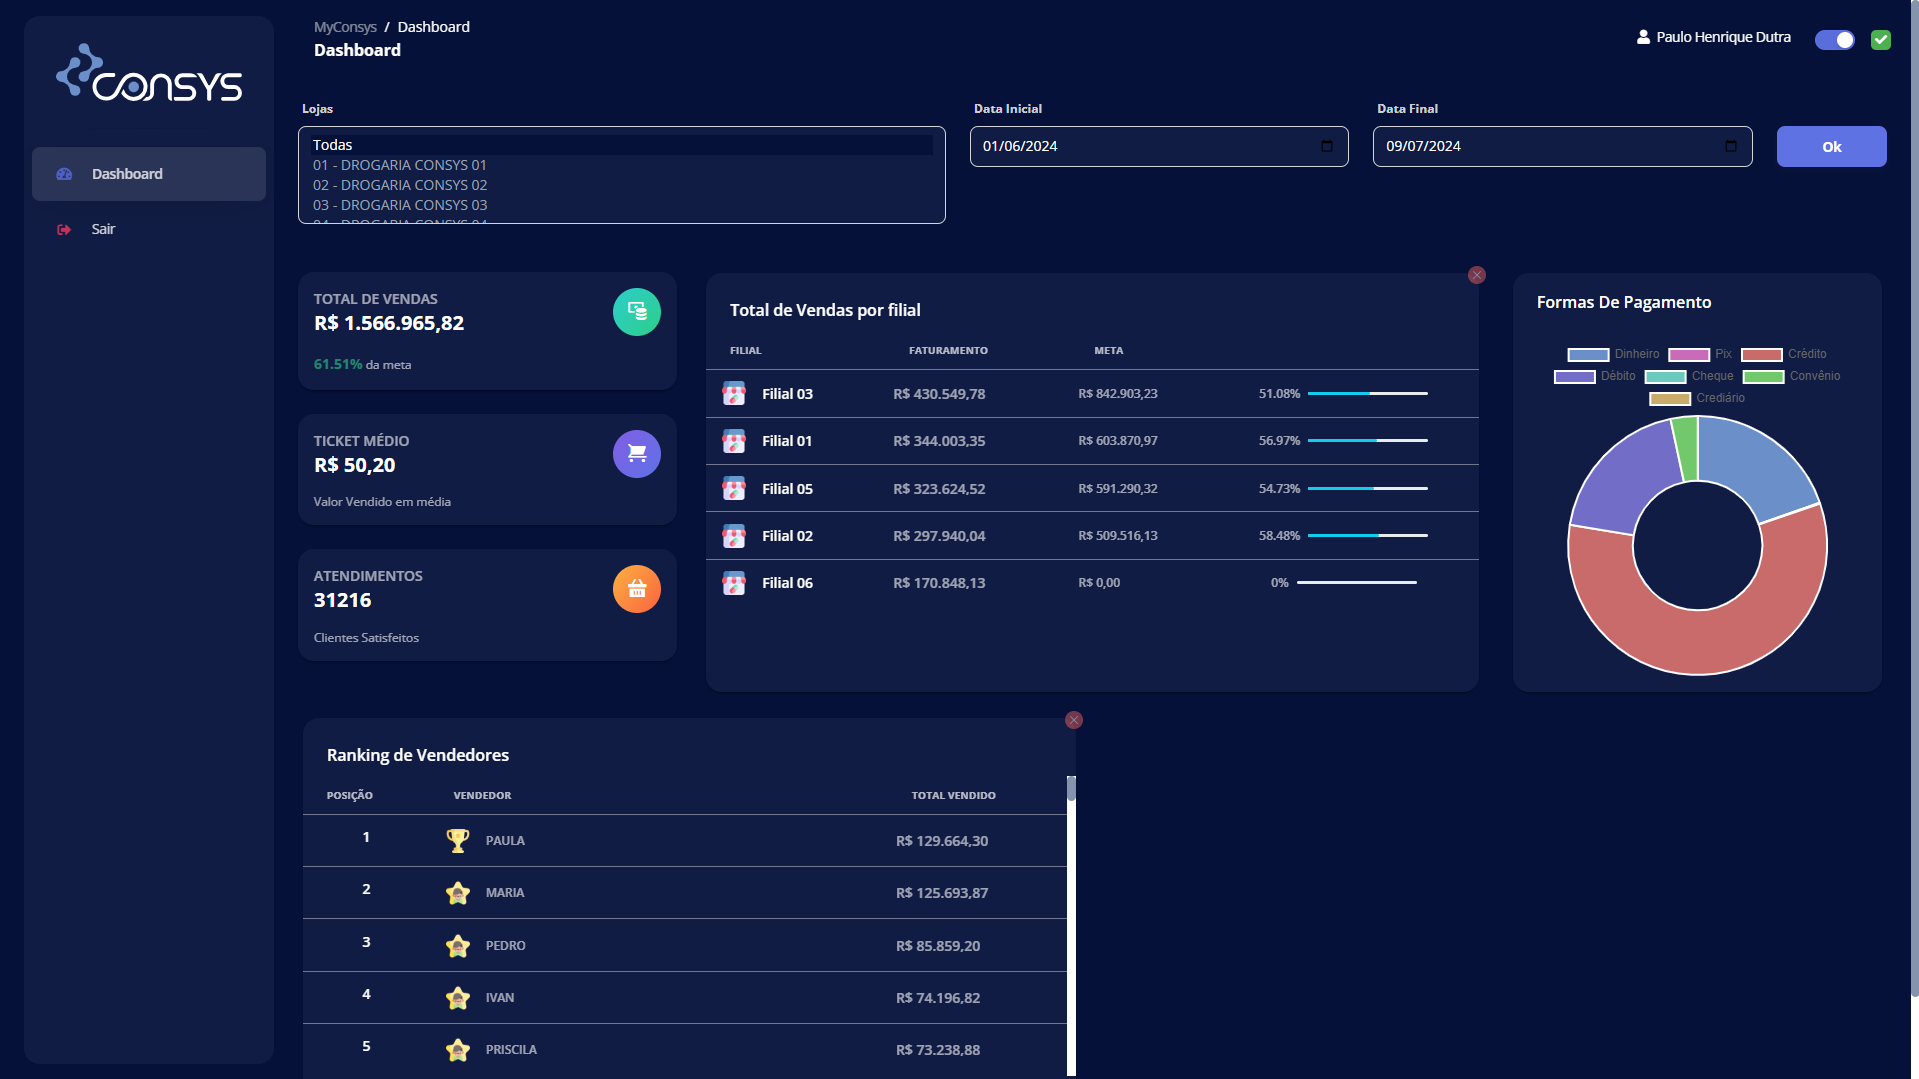 CONSYS
Dashboard
Sair
MyConsys / Dashboard
Dashboard
Paulo Henrique Dutra
Lojas
Todas
01 - DROGARIA CONSYS 01
02 - DROGARIA CONSYS 02
03 - DROGARIA CONSYS 03
04 - DROGARIA CONSYS 04
Data Inicial
01/06/2024
Data Final
09/07/2024
Ok
TOTAL DE VENDAS
R$ 1.566.965,82
61.51% da meta
TICKET MÉDIO
R$ 50,20
Valor Vendido em média
ATENDIMENTOS
31216
Clientes Satisfeitos
Total de Vendas por filial
FILIAL FATURAMENTO META
Filial 03 R$ 430.549,78 R$ 842.903,23 51.08%
Filial 01 R$ 344.003,35 R$ 603.870,97 56.97%
Filial 05 R$ 323.624,52 R$ 591.290,32 54.73%
Filial 02 R$ 297.940,04 R$ 509.516,13 58.48%
Filial 06 R$ 170.848,13 R$ 0,00 0%
Formas De Pagamento
Dinheiro Pix Crédito
Débito Cheque Convênio
Crediário
Ranking de Vendedores
POSIÇÃO VENDEDOR TOTAL VENDIDO
1 PAULA R$ 129.664,30
2 MARIA R$ 125.693,87
3 PEDRO R$ 85.859,20
4 IVAN R$ 74.196,82
5 PRISCILA R$ 73.238,88